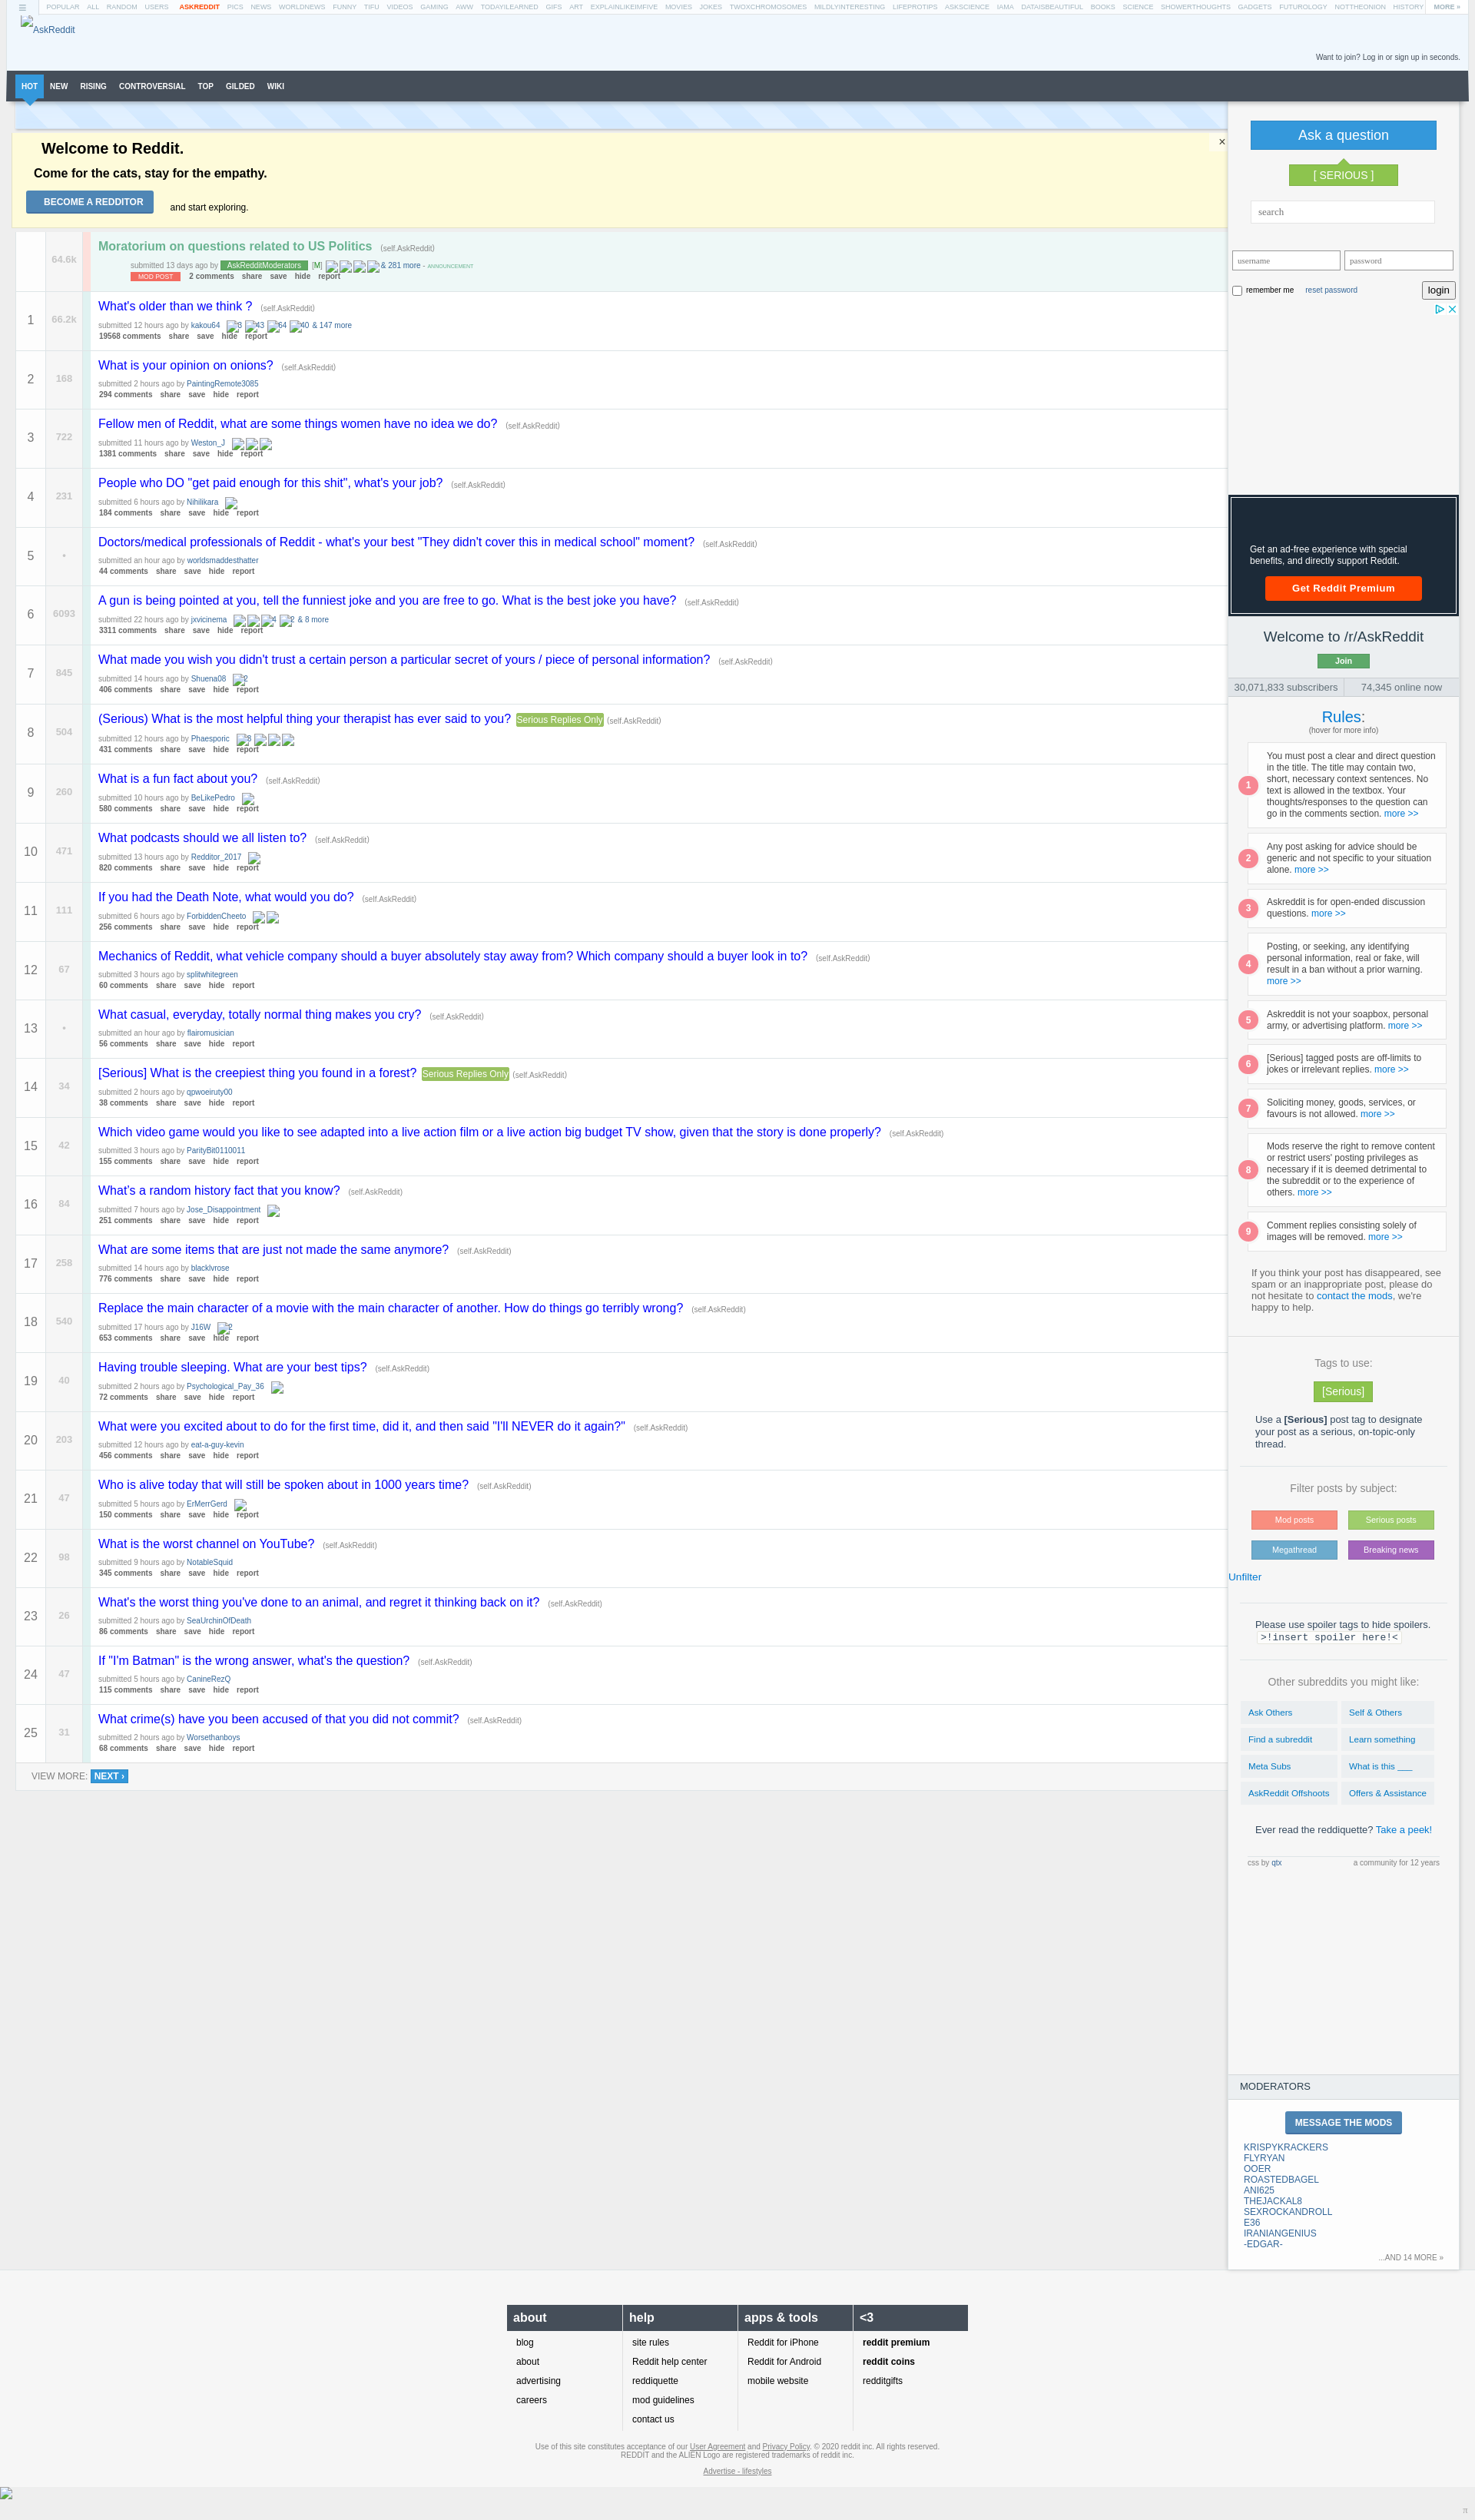 POPULAR ALL RANDOM USERS ASKREDDIT PICS NEWS WORLDNEWS FUNNY TIFU VIDEOS GAMING AWW TODAYILEARNED GIFS ART EXPLAINLIKEIMFIVE MOVIES JOKES TWOXCHROMOSOMES MILDLYINTERESTING LIFEPROTIPS ASKSCIENCE IAMA DATAISBEAUTIFUL BOOKS SCIENCE SHOWERTHOUGHTS GADGETS FUTUROLOGY NOTTHEONION HISTORY MORE »
AskReddit
Want to join? Log in or sign up in seconds.
HOT NEW RISING CONTROVERSIAL TOP GILDED WIKI
Welcome to Reddit. ×
Come for the cats, stay for the empathy.
BECOME A REDDITOR and start exploring.
64.6k
Moratorium on questions related to US Politics (self.AskReddit)
submitted 13 days ago by AskRedditModerators [M] & 281 more - ANNOUNCEMENT
MOD POST 2 comments share save hide report
1 66.2k
What's older than we think ? (self.AskReddit)
submitted 12 hours ago by kakou64 3 43 64 40 & 147 more
19568 comments share save hide report
2 168
What is your opinion on onions? (self.AskReddit)
submitted 2 hours ago by PaintingRemote3085
294 comments share save hide report
3 722
Fellow men of Reddit, what are some things women have no idea we do? (self.AskReddit)
submitted 11 hours ago by Weston_J
1381 comments share save hide report
4 231
People who DO "get paid enough for this shit", what's your job? (self.AskReddit)
submitted 6 hours ago by Nihilikara
184 comments share save hide report
5 •
Doctors/medical professionals of Reddit - what's your best "They didn't cover this in medical school" moment? (self.AskReddit)
submitted an hour ago by worldsmaddesthatter
44 comments share save hide report
6 6093
A gun is being pointed at you, tell the funniest joke and you are free to go. What is the best joke you have? (self.AskReddit)
submitted 22 hours ago by jxvicinema 4 2 & 8 more
3311 comments share save hide report
7 845
What made you wish you didn't trust a certain person a particular secret of yours / piece of personal information? (self.AskReddit)
submitted 14 hours ago by Shuena08 2
406 comments share save hide report
8 504
(Serious) What is the most helpful thing your therapist has ever said to you? Serious Replies Only (self.AskReddit)
submitted 12 hours ago by Phaesporic 3
431 comments share save hide report
9 260
What is a fun fact about you? (self.AskReddit)
submitted 10 hours ago by BeLikePedro
580 comments share save hide report
10 471
What podcasts should we all listen to? (self.AskReddit)
submitted 13 hours ago by Redditor_2017
820 comments share save hide report
11 111
If you had the Death Note, what would you do? (self.AskReddit)
submitted 6 hours ago by ForbiddenCheeto
256 comments share save hide report
12 67
Mechanics of Reddit, what vehicle company should a buyer absolutely stay away from? Which company should a buyer look in to? (self.AskReddit)
submitted 3 hours ago by splitwhitegreen
60 comments share save hide report
13 •
What casual, everyday, totally normal thing makes you cry? (self.AskReddit)
submitted an hour ago by flairomusician
56 comments share save hide report
14 34
[Serious] What is the creepiest thing you found in a forest? Serious Replies Only (self.AskReddit)
submitted 2 hours ago by qpwoeiruty00
38 comments share save hide report
15 42
Which video game would you like to see adapted into a live action film or a live action big budget TV show, given that the story is done properly? (self.AskReddit)
submitted 3 hours ago by ParityBit0110011
155 comments share save hide report
16 84
What's a random history fact that you know? (self.AskReddit)
submitted 7 hours ago by Jose_Disappointment
251 comments share save hide report
17 258
What are some items that are just not made the same anymore? (self.AskReddit)
submitted 14 hours ago by blacklvrose
776 comments share save hide report
18 540
Replace the main character of a movie with the main character of another. How do things go terribly wrong? (self.AskReddit)
submitted 17 hours ago by J16W 2
653 comments share save hide report
19 40
Having trouble sleeping. What are your best tips? (self.AskReddit)
submitted 2 hours ago by Psychological_Pay_36
72 comments share save hide report
20 203
What were you excited about to do for the first time, did it, and then said "I'll NEVER do it again?" (self.AskReddit)
submitted 12 hours ago by eat-a-guy-kevin
456 comments share save hide report
21 47
Who is alive today that will still be spoken about in 1000 years time? (self.AskReddit)
submitted 5 hours ago by ErMerrGerd
150 comments share save hide report
22 98
What is the worst channel on YouTube? (self.AskReddit)
submitted 9 hours ago by NotableSquid
345 comments share save hide report
23 26
What's the worst thing you've done to an animal, and regret it thinking back on it? (self.AskReddit)
submitted 2 hours ago by SeaUrchinOfDeath
86 comments share save hide report
24 47
If "I'm Batman" is the wrong answer, what's the question? (self.AskReddit)
submitted 5 hours ago by CanineRezQ
115 comments share save hide report
25 31
What crime(s) have you been accused of that you did not commit? (self.AskReddit)
submitted 2 hours ago by Worsethanboys
68 comments share save hide report
VIEW MORE: NEXT ›
Ask a question
[ SERIOUS ]
search
username password
remember me reset password login
Get an ad-free experience with special
benefits, and directly support Reddit.
Get Reddit Premium
Welcome to /r/AskReddit
Join
30,071,833 subscribers 74,345 online now
Rules:
(hover for more info)
1
You must post a clear and direct question
in the title. The title may contain two,
short, necessary context sentences. No
text is allowed in the textbox. Your
thoughts/responses to the question can
go in the comments section. more >>
2
Any post asking for advice should be
generic and not specific to your situation
alone. more >>
3
Askreddit is for open-ended discussion
questions. more >>
4
Posting, or seeking, any identifying
personal information, real or fake, will
result in a ban without a prior warning.
more >>
5
Askreddit is not your soapbox, personal
army, or advertising platform. more >>
6
[Serious] tagged posts are off-limits to
jokes or irrelevant replies. more >>
7
Soliciting money, goods, services, or
favours is not allowed. more >>
8
Mods reserve the right to remove content
or restrict users' posting privileges as
necessary if it is deemed detrimental to
the subreddit or to the experience of
others. more >>
9
Comment replies consisting solely of
images will be removed. more >>
If you think your post has disappeared, see
spam or an inappropriate post, please do
not hesitate to contact the mods, we're
happy to help.
Tags to use:
[Serious]
Use a [Serious] post tag to designate
your post as a serious, on-topic-only
thread.
Filter posts by subject:
Mod posts Serious posts
Megathread Breaking news
Unfilter
Please use spoiler tags to hide spoilers.
>!insert spoiler here!<
Other subreddits you might like:
Ask Others Self & Others
Find a subreddit Learn something
Meta Subs What is this ___
AskReddit Offshoots Offers & Assistance
Ever read the reddiquette? Take a peek!
css by qtx a community for 12 years
MODERATORS
MESSAGE THE MODS
KRISPYKRACKERS
FLYRYAN
OOER
ROASTEDBAGEL
ANI625
THEJACKAL8
SEXROCKANDROLL
E36
IRANIANGENIUS
-EDGAR-
...AND 14 MORE »
about help apps & tools <3
blog site rules Reddit for iPhone reddit premium
about Reddit help center Reddit for Android reddit coins
advertising reddiquette mobile website redditgifts
careers mod guidelines
contact us
Use of this site constitutes acceptance of our User Agreement and Privacy Policy. © 2020 reddit inc. All rights reserved.
REDDIT and the ALIEN Logo are registered trademarks of reddit inc.
Advertise - lifestyles
π